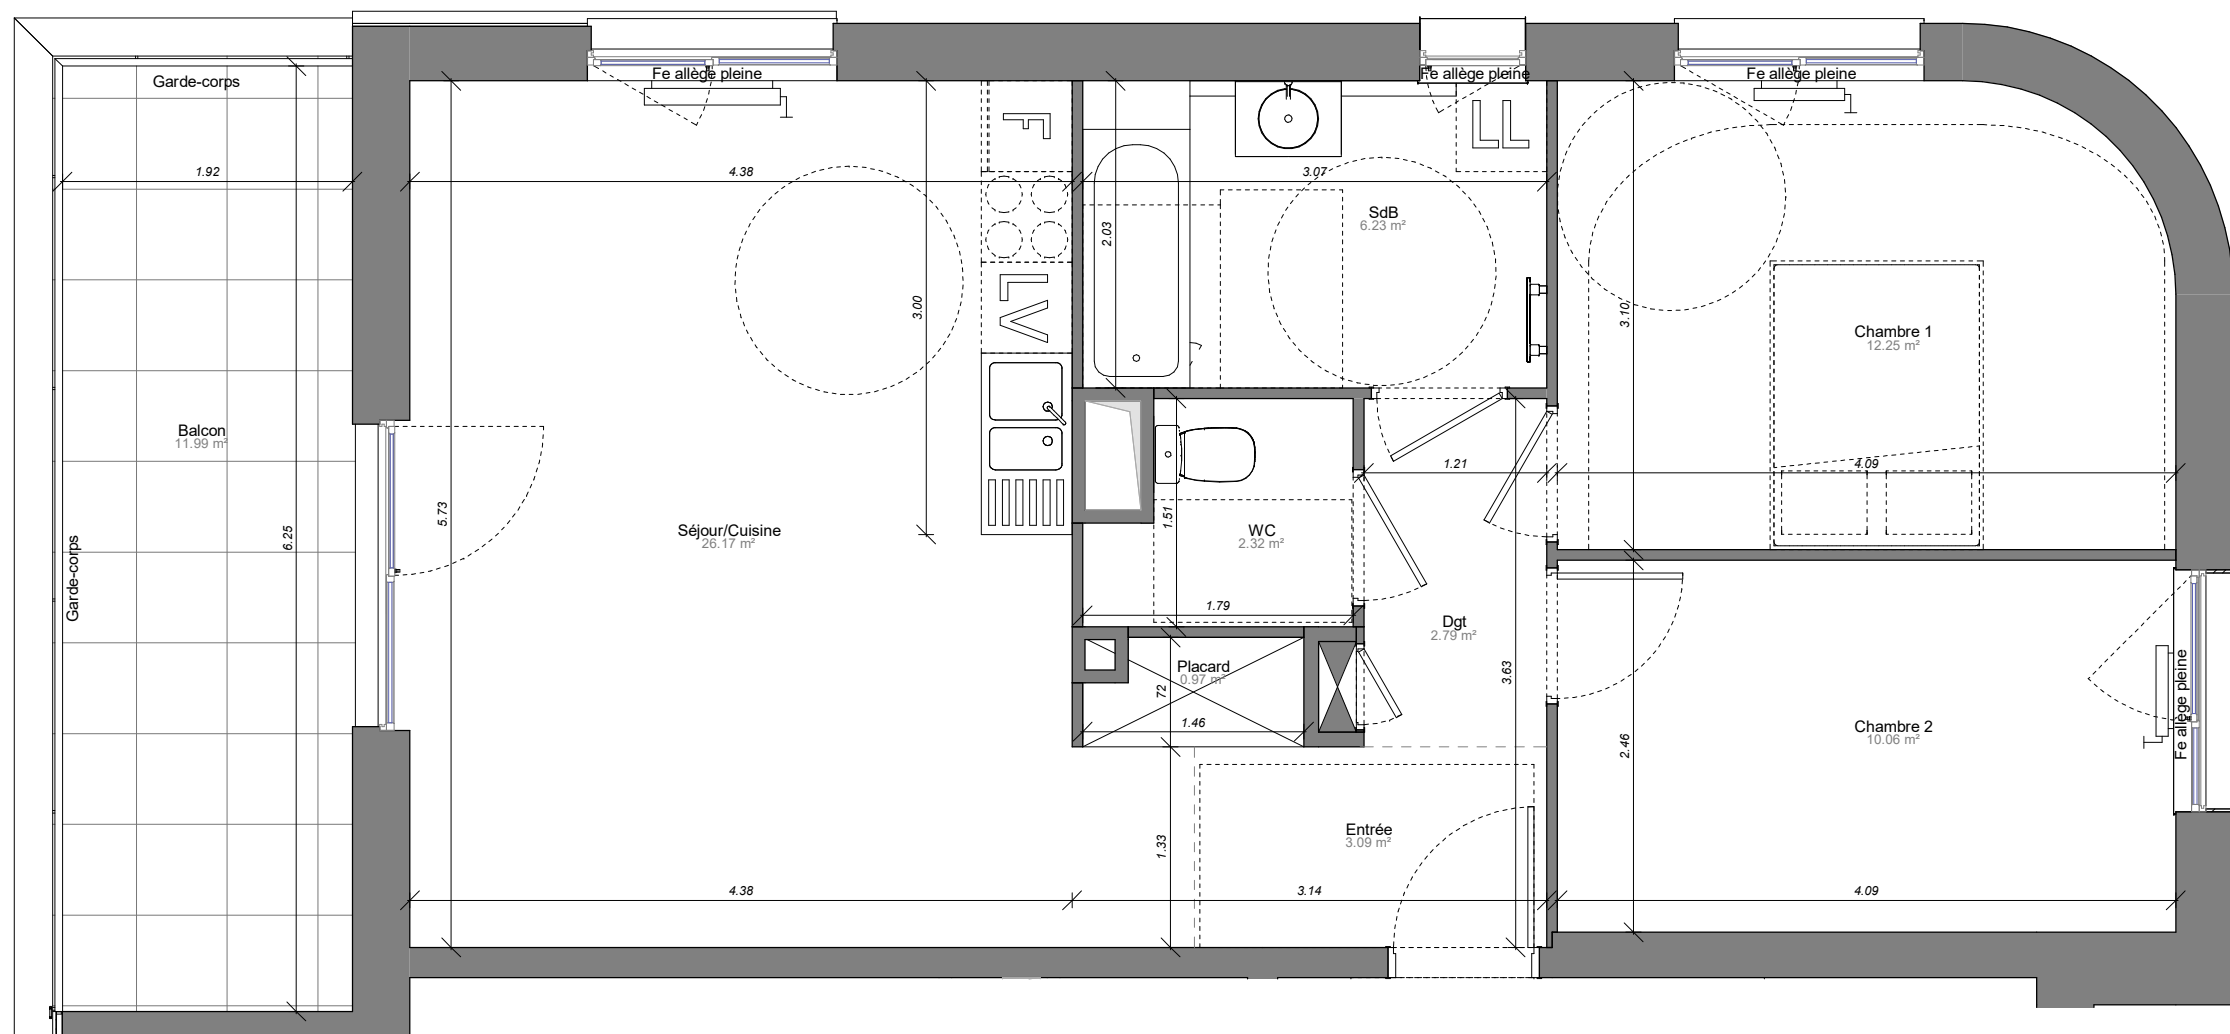 Fe allège pleine
Fe allège pleine
Fe allège pleine
Garde-corps
F
LL
1.92
4.38
3.07
2.03
SdB
6.23 m²
LV
3.00
3.10
Chambre 1
12.25 m²
Balcon
11.99 m²
1.21
4.09
5.73
6.25
Séjour/Cuisine
26.17 m²
1.51
WC
2.32 m²
Garde-corps
1.79
Dgt
2.79 m²
Placard
0.97 m²
72
3.63
1.46
Fe allège pleine
Chambre 2
10.06 m²
2.46
Entrée
3.09 m²
1.33
4.38
3.14
4.09